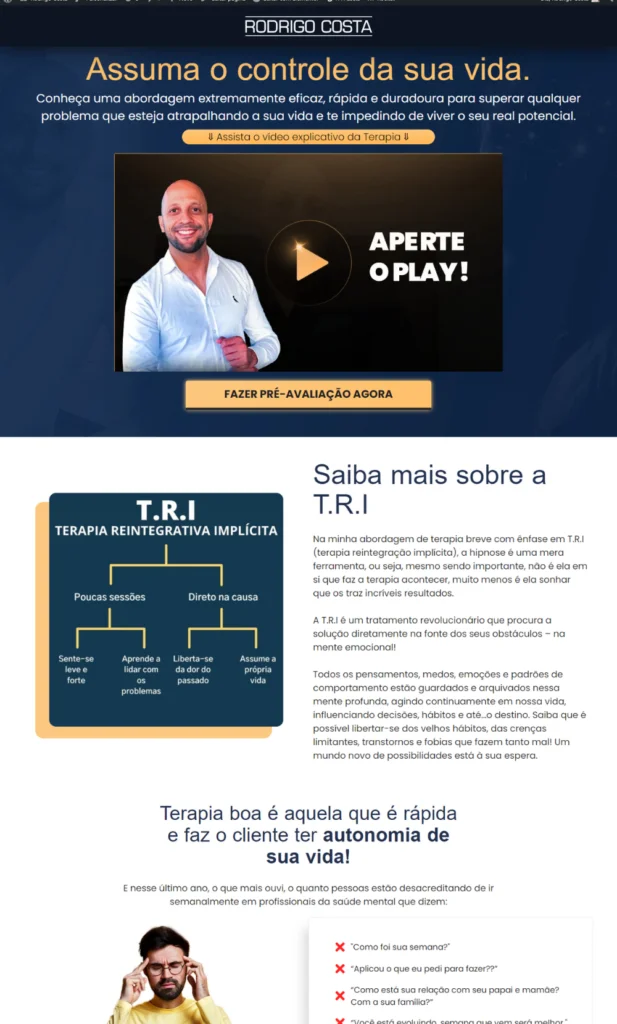 RODRIGO COSTA
Assuma o controle da sua vida.
Conheça uma abordagem extremamente eficaz, rápida e duradoura para superar qualquer
problema que esteja atrapalhando a sua vida e te impedindo de viver o seu real potencial.
⇓ Assista o vídeo explicativo da Terapia ⇓
APERTE
O PLAY!
FAZER PRÉ-AVALIAÇÃO AGORA
T.R.I
TERAPIA REINTEGRATIVA IMPLÍCITA
Poucas sessões
Direto na causa
Sente-se
leve e
forte
Aprende a
lidar com
os
problemas
Liberta-se
da dor do
passado
Assume a
própria
vida
Saiba mais sobre a
T.R.I
Na minha abordagem de terapia breve com ênfase em T.R.I
(terapia reintegração implícita), a hipnose é uma mera
ferramenta, ou seja, mesmo sendo importante, não é ela em
si que faz a terapia acontecer, muito menos é ela sonhar
que os traz incríveis resultados.
A T.R.I é um tratamento revolucionário que procura a
solução diretamente na fonte dos seus obstáculos – na
mente emocional!
Todos os pensamentos, medos, emoções e padrões de
comportamento estão guardados e arquivados nessa
mente profunda, agindo continuamente em nossa vida,
influenciando decisões, hábitos e até...o destino. Saiba que é
possível libertar-se dos velhos hábitos, das crenças
limitantes, transtornos e fobias que fazem tanto mal! Um
mundo novo de possibilidades está à sua espera.
Terapia boa é aquela que é rápida
e faz o cliente ter autonomia de
sua vida!
E nesse último ano, o que mais ouvi, o quanto pessoas estão desacreditando de ir
semanalmente em profissionais da saúde mental que dizem:
"Como foi sua semana?"
"Aplicou o que eu pedi para fazer??"
"Como está sua relação com seu papai e mamãe?
Com a sua família?"
"Você está evoluindo, semana que vem será melhor."